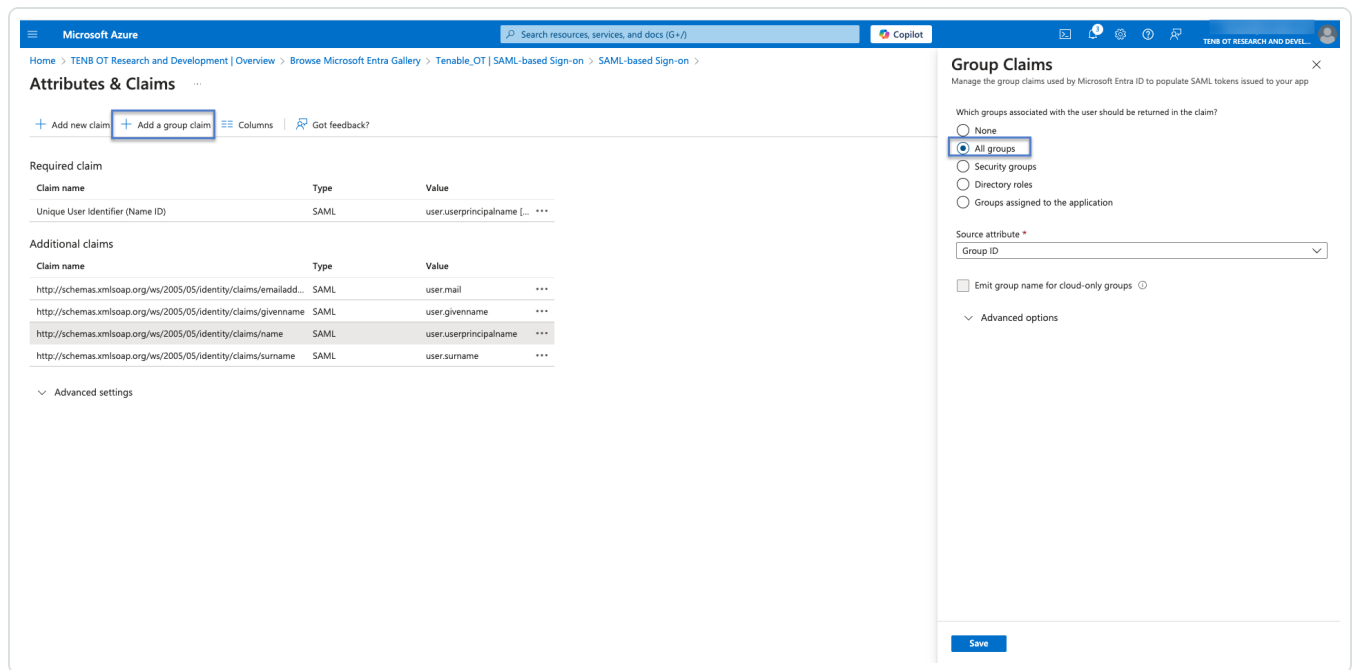 Microsoft Azure
Search resources, services, and docs (G+/)
Copilot
3
TENB OT RESEARCH AND DEVEL...
Home > TENB OT Research and Development | Overview > Browse Microsoft Entra Gallery > Tenable_OT | SAML-based Sign-on > SAML-based Sign-on >
Attributes & Claims ...
Add new claim Add a group claim Columns Got feedback?
Required claim
Claim name Type Value
Unique User Identifier (Name ID) SAML user.userprincipalname [... •••
Additional claims
Claim name Type Value
http://schemas.xmlsoap.org/ws/2005/05/identity/claims/emailadd... SAML user.mail •••
http://schemas.xmlsoap.org/ws/2005/05/identity/claims/givenname SAML user.givenname •••
http://schemas.xmlsoap.org/ws/2005/05/identity/claims/name SAML user.userprincipalname •••
http://schemas.xmlsoap.org/ws/2005/05/identity/claims/surname SAML user.surname •••
Advanced settings
Group Claims
Manage the group claims used by Microsoft Entra ID to populate SAML tokens issued to your app
Which groups associated with the user should be returned in the claim?
None
All groups
Security groups
Directory roles
Groups assigned to the application
Source attribute *
Group ID
Emit group name for cloud-only groups
Advanced options
Save